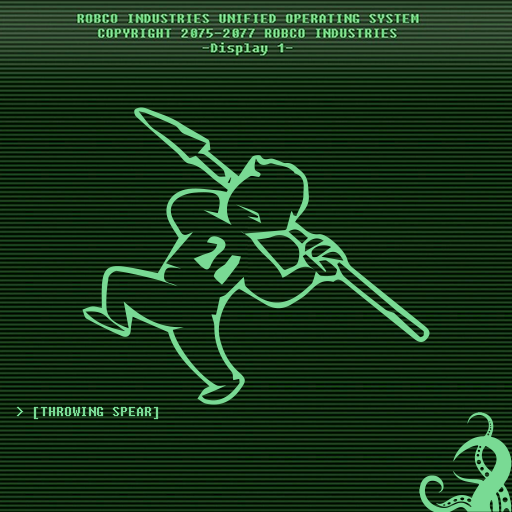 ROBCO INDUSTRIES UNIFIED OPERATING SYSTEM
COPYRIGHT 2075-2077 ROBCO INDUSTRIES
-Display 1-
21
> [THROWING SPEAR]